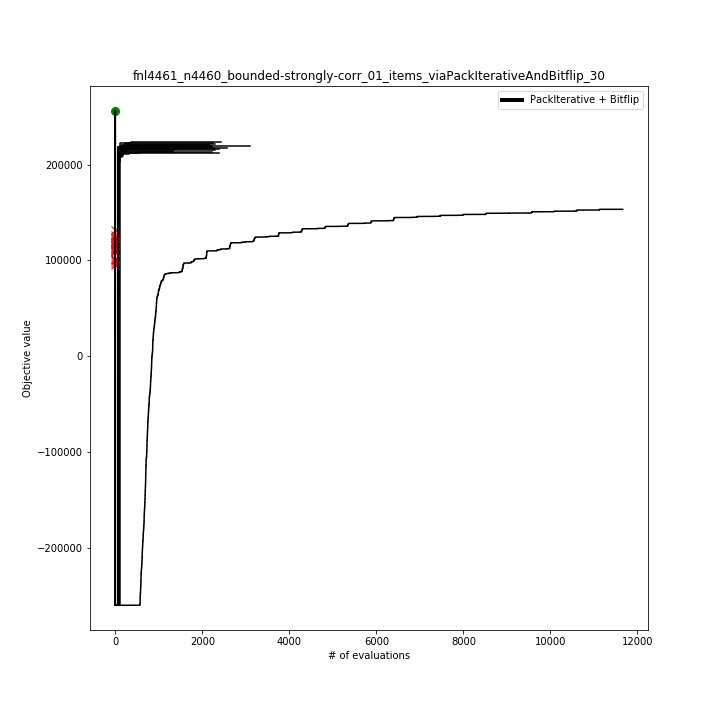 fnl4461_n4460_bounded-strongly-corr_01_items_viaPackIterativeAndBitflip_30
PackIterative + Bitflip
200000
100000
0
−100000
−200000
Objective value
0 2000 4000 6000 8000 10000 12000
# of evaluations